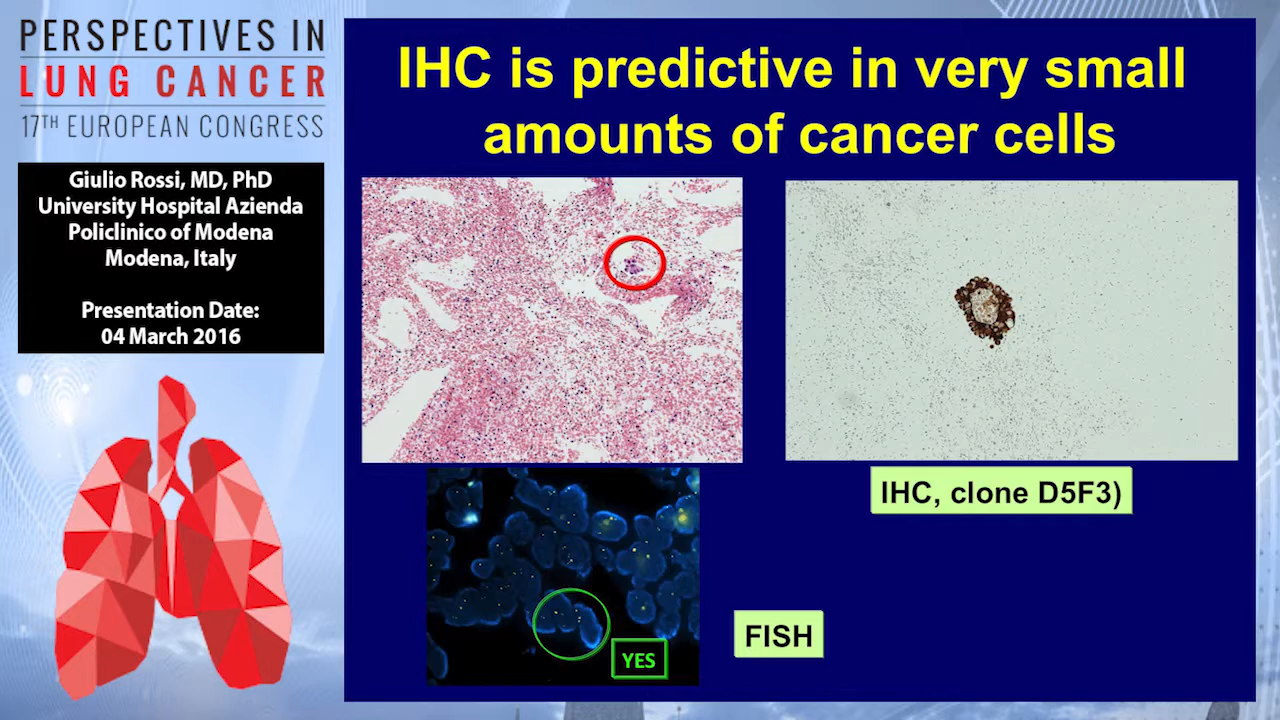 PERSPECTIVES IN
LUNG CANCER
17TH EUROPEAN CONGRESS
Giulio Rossi, MD, PhD
University Hospital Azienda
Policlinico of Modena
Modena, Italy
Presentation Date:
04 March 2016
IHC is predictive in very small
amounts of cancer cells
IHC, clone D5F3)
YES
FISH